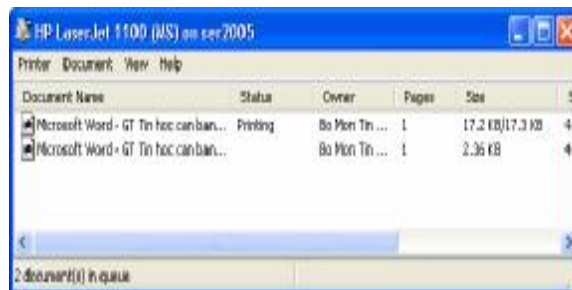 HP LaserJet 1100 (MS) on ser2005
Printer Document View Help
Document Name Status Owner Pages Size S
Microsoft Word - GT Tin hoc can ban... Printing Bo Mon Tin ... 1 17.2 KB/17.3 KB 4
Microsoft Word - GT Tin hoc can ban... Bo Mon Tin ... 1 2.36 KB 4
2 document(s) in queue